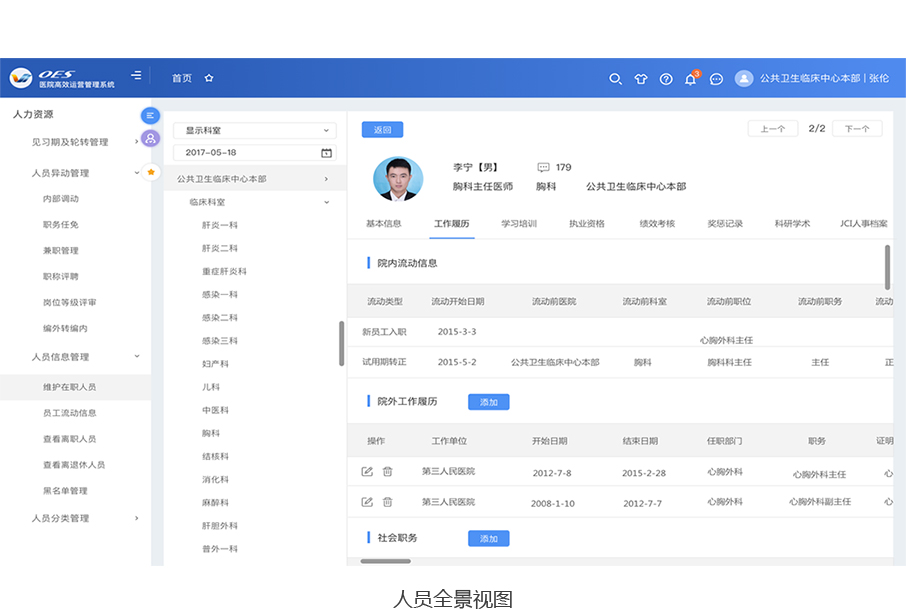 OES
医院高效运营管理系统
首页
3
公共卫生临床中心本部 | 张伦
人力资源
见习期及轮转管理
人员异动管理
内部调动
职务任免
兼职管理
职称评聘
岗位等级评审
编外转编内
人员信息管理
维护在职人员
员工流动信息
查看离职人员
查看离退休人员
黑名单管理
人员分类管理
显示科室
2017-05-18
公共卫生临床中心本部
临床科室
肝炎一科
肝炎二科
重症肝炎科
感染一科
感染二科
感染三科
妇产科
儿科
中医科
胸科
结核科
消化科
麻醉科
肝胆外科
普外一科
返回
上一个 2/2 下一个
李宁【男】 179
胸科主任医师 胸科 公共卫生临床中心本部
基本信息 工作履历 学习培训 执业资格 绩效考核 奖惩记录 科研学术 JCI人事档案
院内流动信息
流动类型 流动开始日期 流动前医院 流动前科室 流动前职位 流动前职务 流动
新员工入职 2015-3-3 心胸外科主任
试用期转正 2015-5-2 公共卫生临床中心本部 胸科 胸科科主任 主任 正
院外工作履历 添加
操作 工作单位 开始日期 结束日期 任职部门 职务 证明
第三人民医院 2012-7-8 2015-2-28 心胸外科 心胸外科主任 心
第三人民医院 2008-1-10 2012-7-7 心胸外科 心胸外科副主任 心
社会职务 添加
人员全景视图